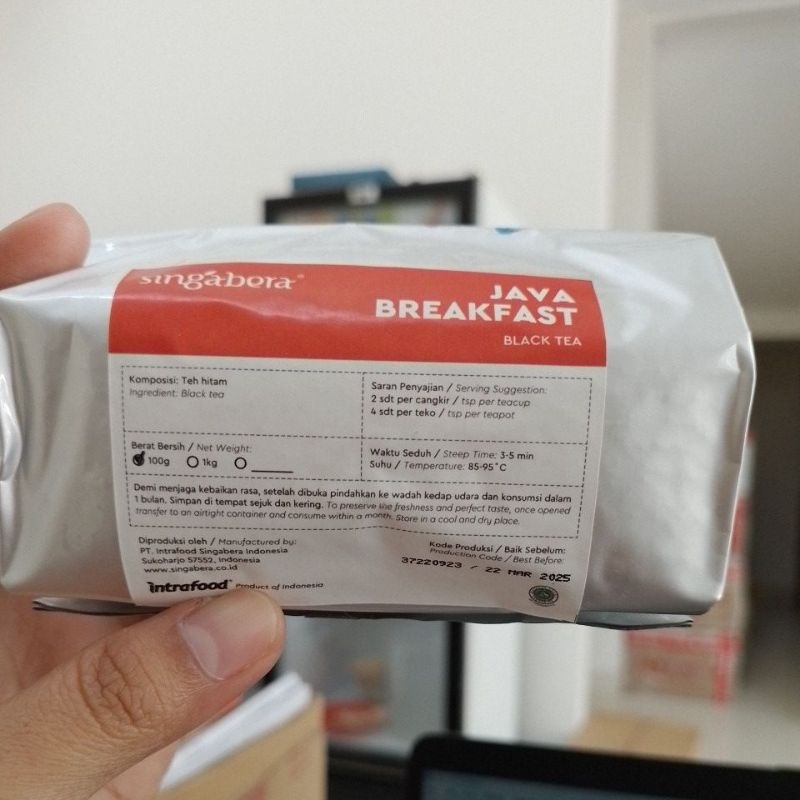 singabera®
JAVA
BREAKFAST
BLACK TEA
Komposisi: Teh hitam
Ingredient: Black tea
Saran Penyajian / Serving Suggestion:
2 sdt per cangkir / tsp per teacup
4 sdt per teko / tsp per teapot
Berat Bersih / Net Weight:
100g 1kg
Waktu Seduh / Steep Time: 3-5 min
Suhu / Temperature: 85-95˚C
Demi menjaga kebaikan rasa, setelah dibuka pindahkan ke wadah kedap udara dan konsumsi dalam
1 bulan. Simpan di tempat sejuk dan kering. To preserve the freshness and perfect taste, once opened
transfer to an airtight container and consume within a month. Store in a cool and dry place.
Diproduksi oleh / Manufactured by:
PT. Intrafood Singabera Indonesia
Sukoharjo 57552, Indonesia
www.singabera.co.id
intrafood® Product of Indonesia
Kode Produksi / Baik Sebelum:
Production Code / Best Before:
37220923 / 22 MAR 2025